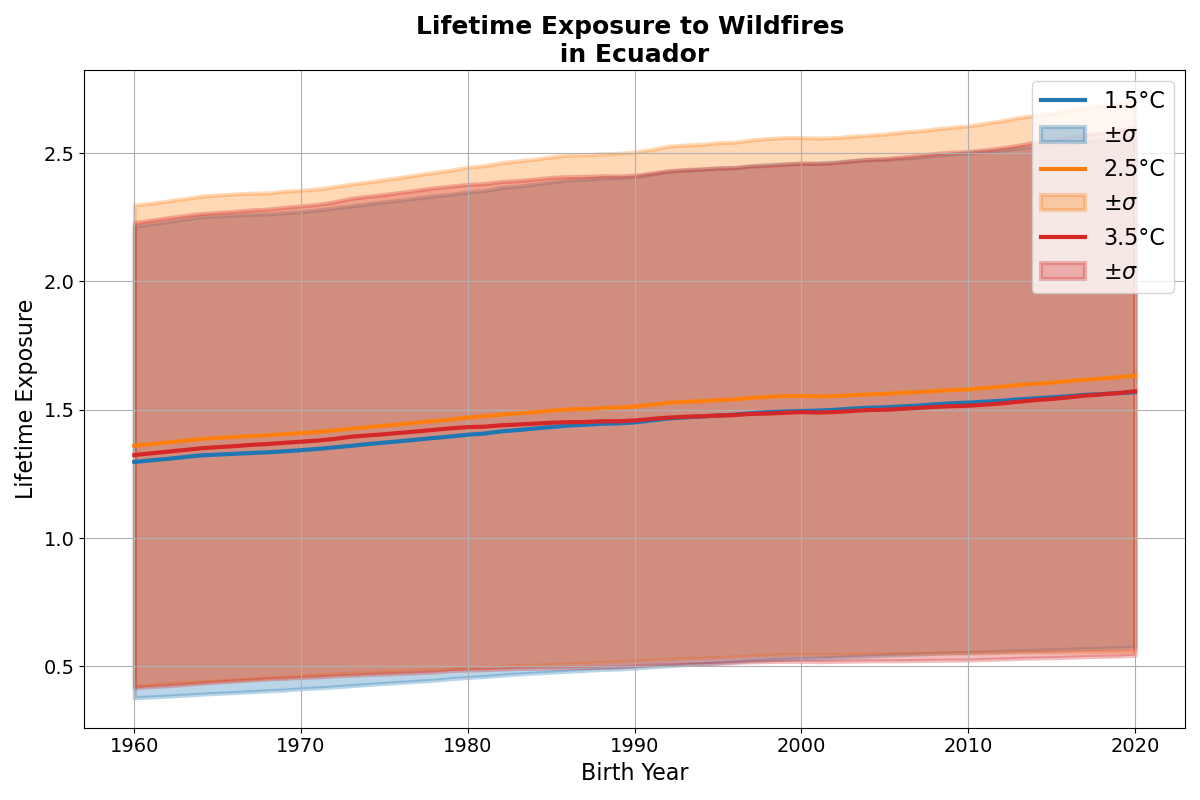 Lifetime Exposure to Wildfires
in Ecuador
Lifetime Exposure
2.5
2.0
1.5
1.0
0.5
1.5°C
±σ
2.5°C
±σ
3.5°C
±σ
1960
1970
1980
1990
2000
2010
2020
Birth Year